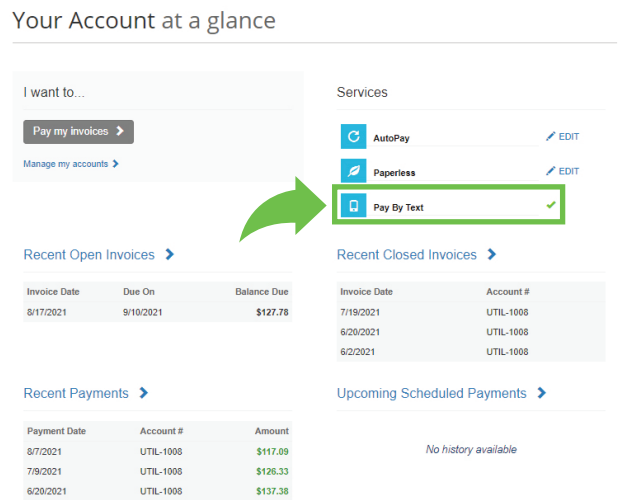 Your Account at a glance
I want to...
Pay my invoices
Manage my accounts
Services
AutoPay EDIT
Paperless EDIT
Pay By Text
Recent Open Invoices
Invoice Date Due On Balance Due
8/17/2021 9/10/2021 $127.78
Recent Closed Invoices
Invoice Date Account #
7/19/2021 UTIL-1008
6/20/2021 UTIL-1008
6/2/2021 UTIL-1008
Recent Payments
Payment Date Account # Amount
8/7/2021 UTIL-1008 $117.09
7/9/2021 UTIL-1008 $126.33
6/20/2021 UTIL-1008 $137.38
Upcoming Scheduled Payments
No history available